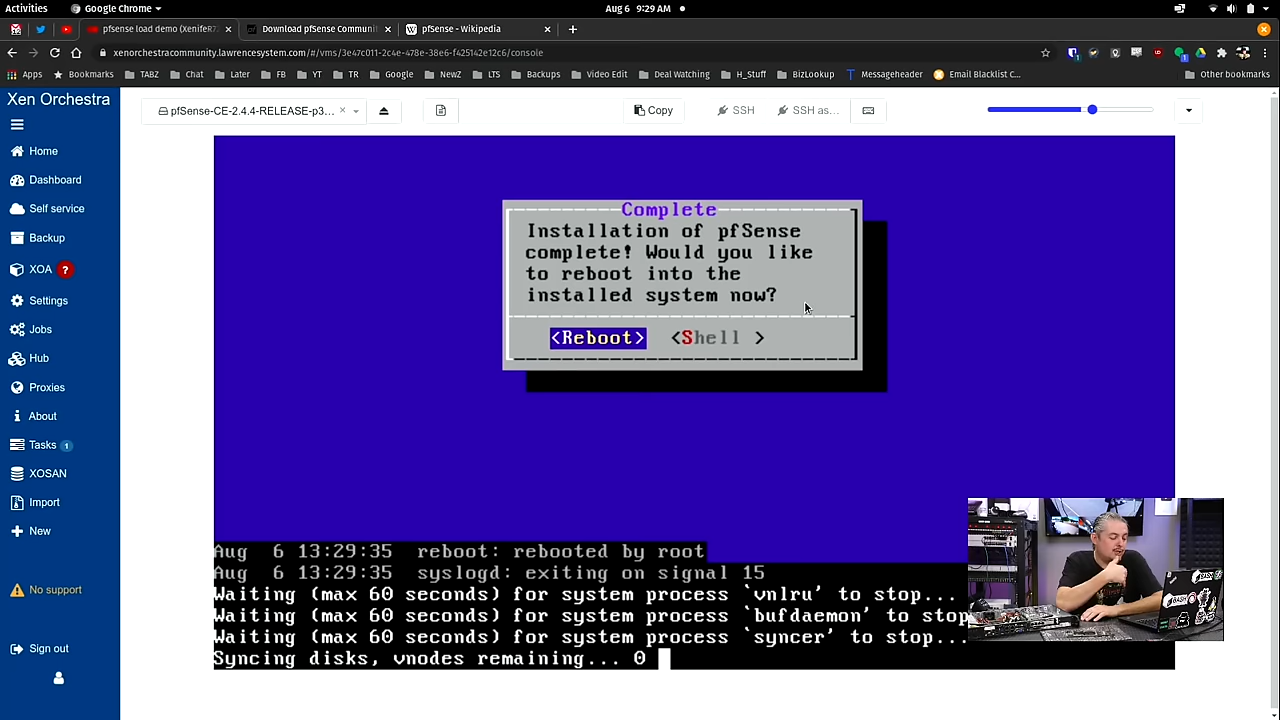 Activities
Google Chrome
Aug 6 9:29 AM
pfsense load demo (XenifeR7
Download pfSense Communi
pfSense - Wikipedia
xenorchestracommunity.lawrencesystem.com/#/vms/3e47c011-2c4e-478e-38e6-f425142e12c6/console
Apps
Bookmarks
TABZ
Chat
Later
FB
YT
TR
Google
NewZ
LTS
Backups
Video Edit
Deal Watching
H_Stuff
BizLookup
Messageheader
Email Blacklist C...
Other bookmarks
Xen Orchestra
Home
Dashboard
Self service
Backup
XOA ?
Settings
Jobs
Hub
Proxies
About
Tasks 1
XOSAN
Import
New
No support
Sign out
pfSense-CE-2.4.4-RELEASE-p3...
Copy
SSH
SSH as...
Complete
Installation of pfSense
complete! Would you like
to reboot into the
installed system now?
<Reboot> <Shell >
Aug 6 13:29:35 reboot: rebooted by root
Aug 6 13:29:35 syslogd: exiting on signal 15
Waiting (max 60 seconds) for system process `vnlru' to stop...
Waiting (max 60 seconds) for system process `bufdaemon' to stop
Waiting (max 60 seconds) for system process `syncer' to stop...
Syncing disks, vnodes remaining... 0